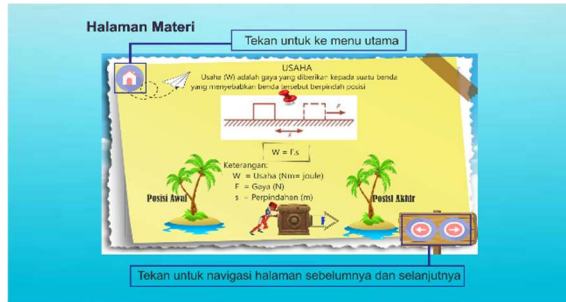 Halaman Materi
Tekan untuk ke menu utama
USAHA
Usaha (W) adalah gaya yang diberikan kepada suatu benda
yang menyebabkan benda tersebut berpindah posisi
F
s
W = F.s
Keterangan:
W = Usaha (Nm= joule)
F = Gaya (N)
s = Perpindahan (m)
Posisi Awal
Posisi Akhir
F
Tekan untuk navigasi halaman sebelumnya dan selanjutnya